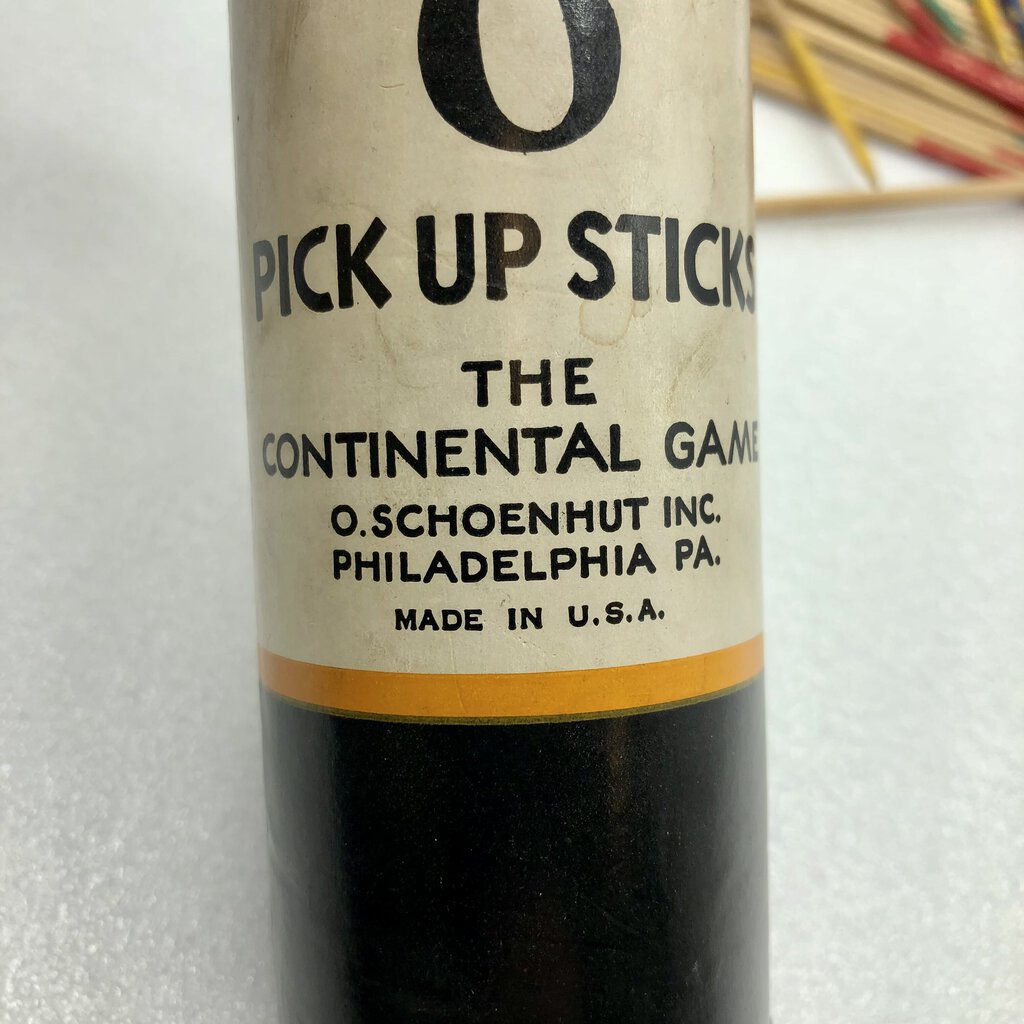 O
PICK UP STICKS
THE
CONTINENTAL GAME
O. SCHOENHUT INC.
PHILADELPHIA PA.
MADE IN U.S.A.